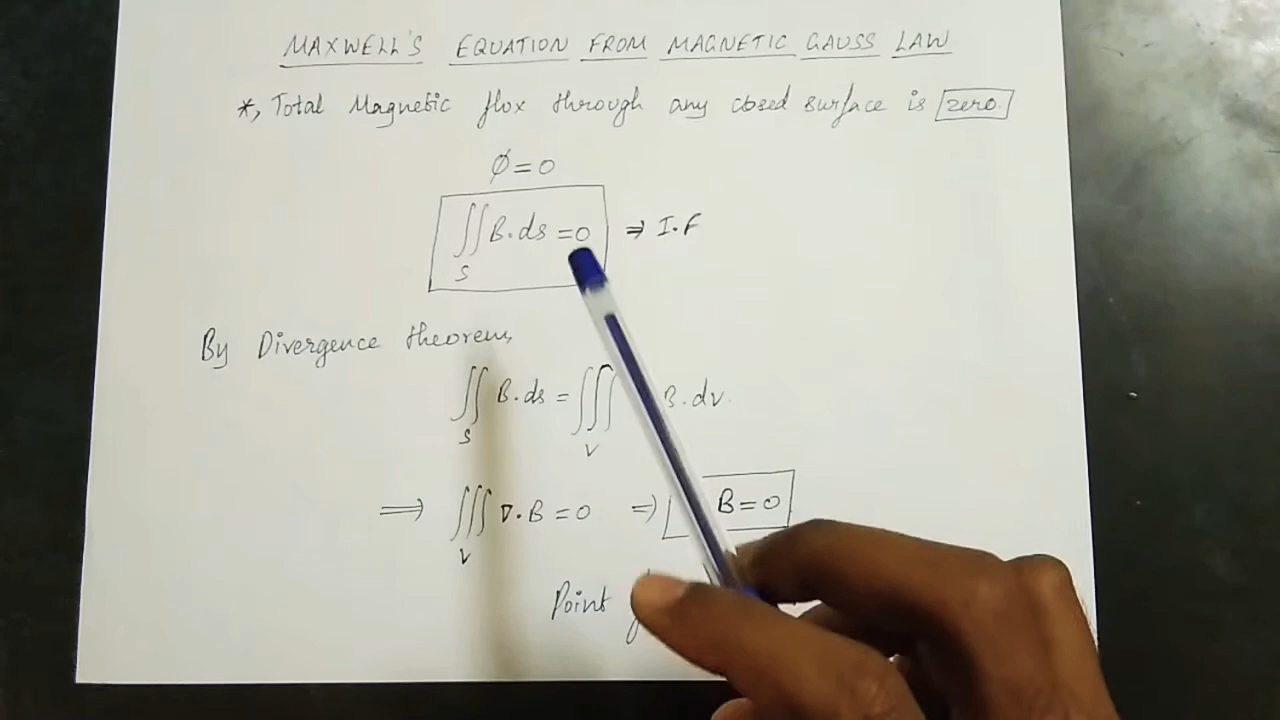 MAXWELL'S EQUATION FROM MAGNETIC GAUSS LAW
*, Total Magnetic flux through any closed surface is zero.
∅ = 0
∬ B.ds = 0 ⇒ I.F
S
By Divergence theorem,
∬ B.ds = ∭ B.dv.
S V
⟹ ∭ ∇.B = 0 ⇒ B = 0
V
Point